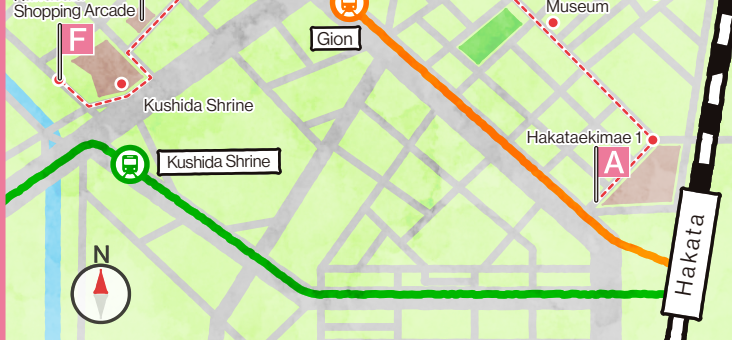 Shopping Arcade
F
Museum
Gion
Kushida Shrine
Hakataekimae 1
A
Kushida Shrine
Hakata
N